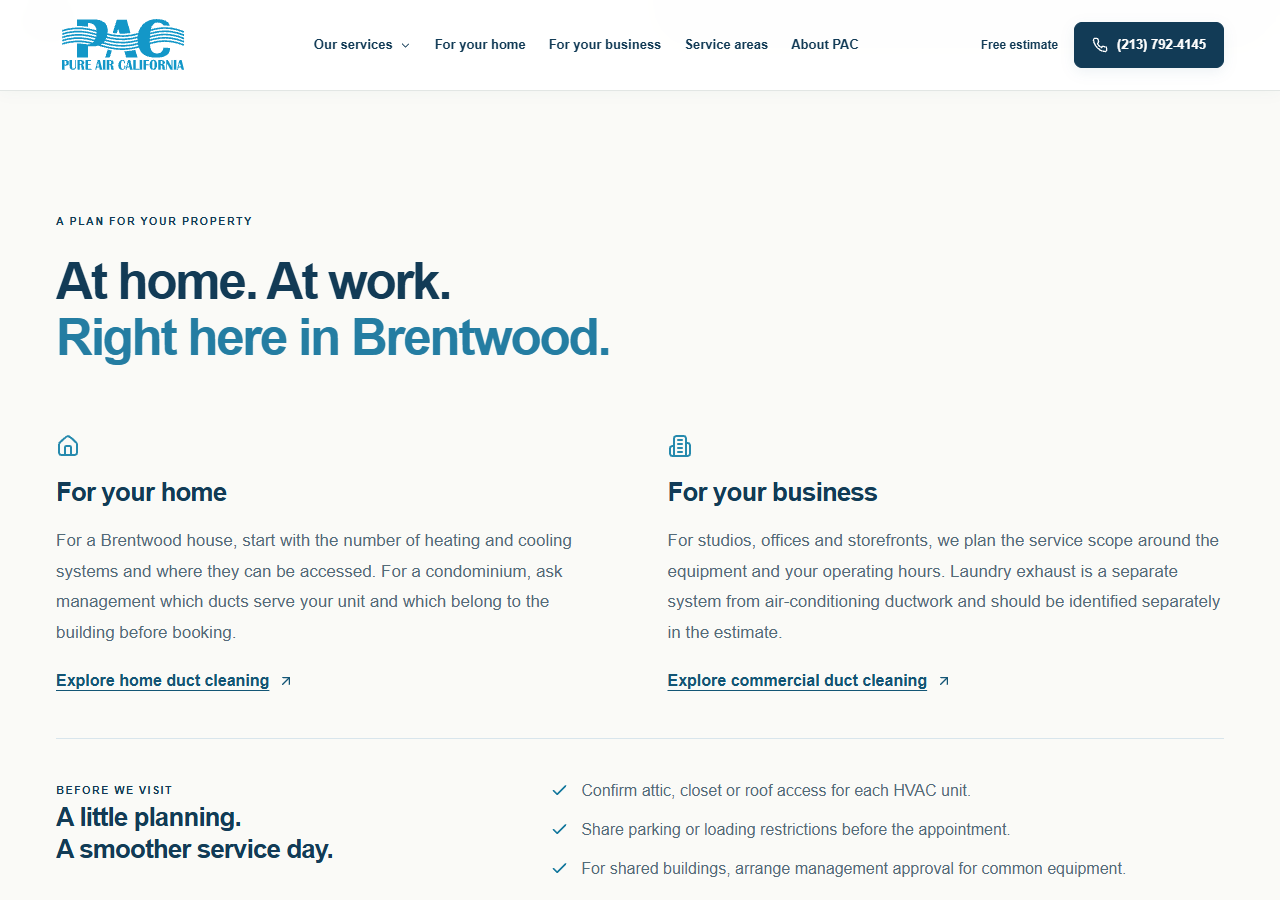 PAC
PURE AIR CALIFORNIA
Our services
For your home
For your business
Service areas
About PAC
Free estimate
(213) 792-4145
A PLAN FOR YOUR PROPERTY
At home. At work.
Right here in Brentwood.
For your home
For a Brentwood house, start with the number of heating and cooling
systems and where they can be accessed. For a condominium, ask
management which ducts serve your unit and which belong to the
building before booking.
Explore home duct cleaning
For your business
For studios, offices and storefronts, we plan the service scope around the
equipment and your operating hours. Laundry exhaust is a separate
system from air-conditioning ductwork and should be identified separately
in the estimate.
Explore commercial duct cleaning
BEFORE WE VISIT
A little planning.
A smoother service day.
Confirm attic, closet or roof access for each HVAC unit.
Share parking or loading restrictions before the appointment.
For shared buildings, arrange management approval for common equipment.